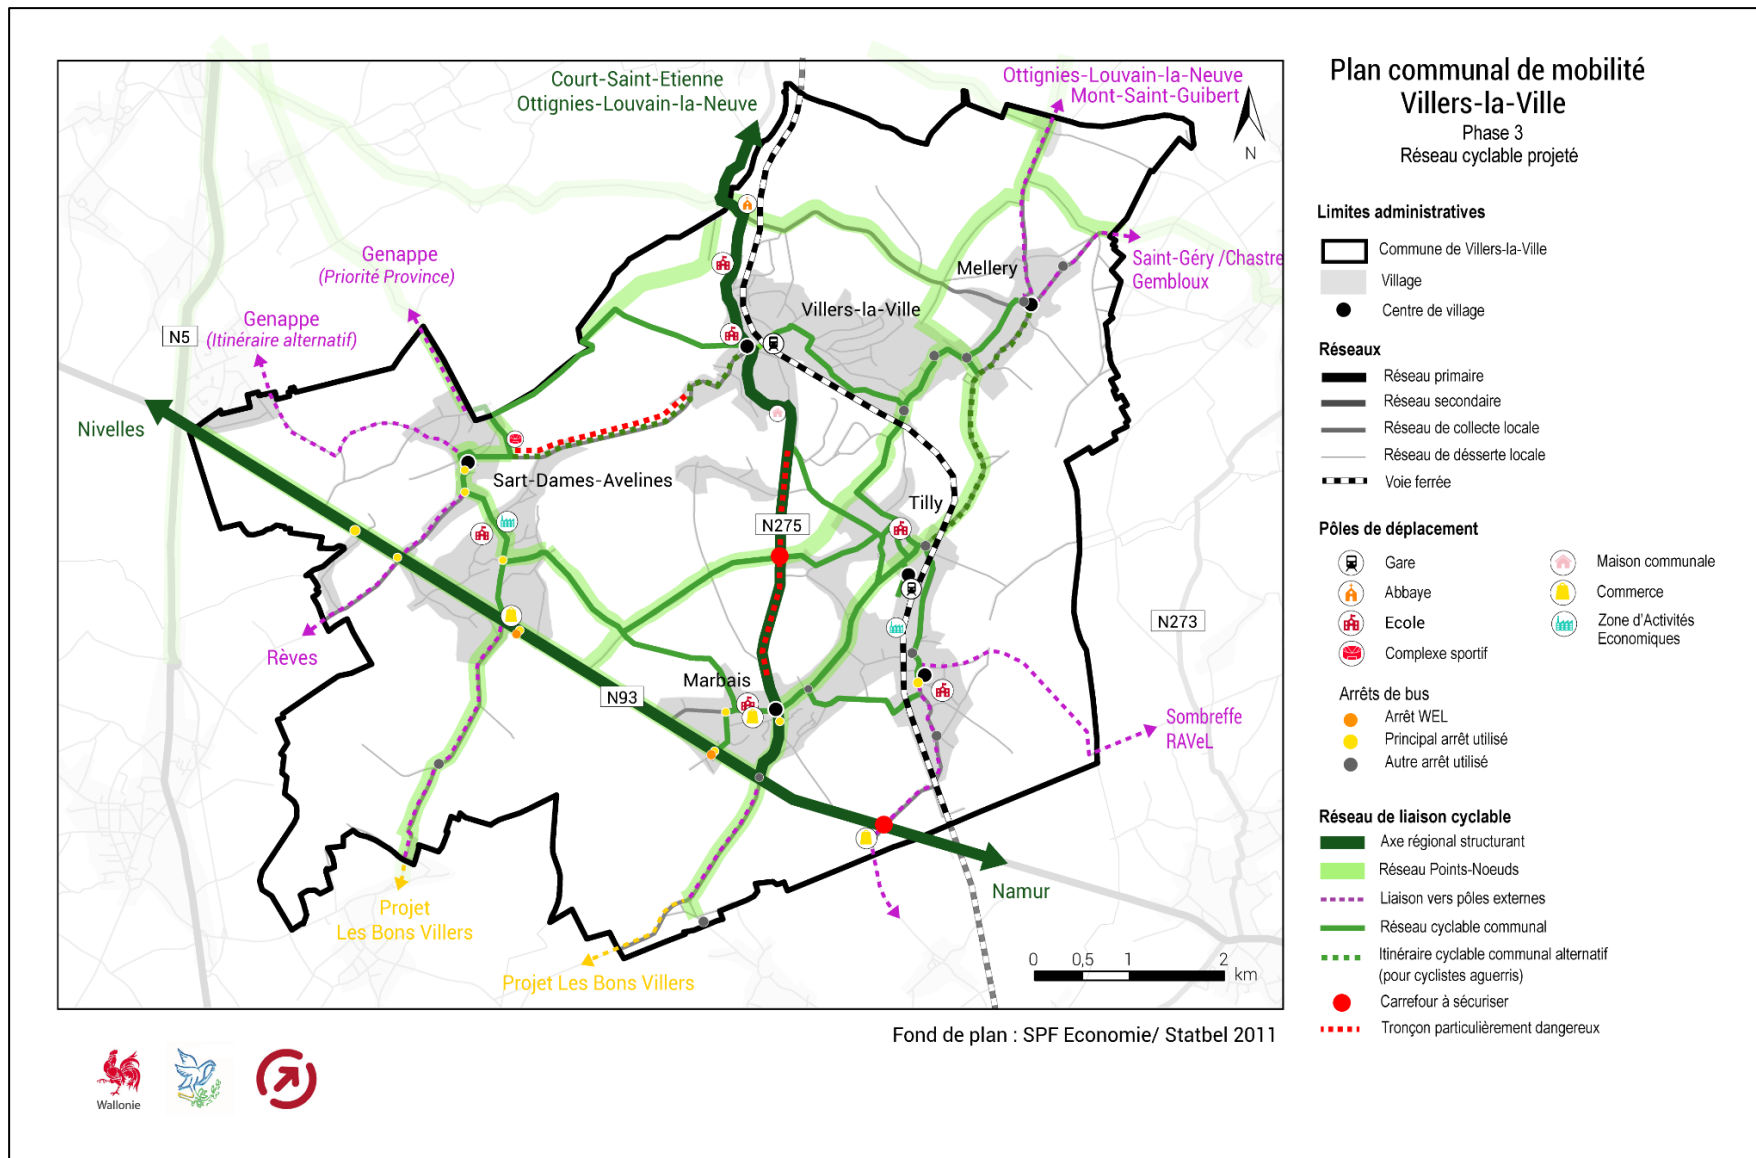 Plan communal de mobilité
Villers-la-Ville
Phase 3
Réseau cyclable projeté
Court-Saint-Etienne
Ottignies-Louvain-la-Neuve
Ottignies-Louvain-la-Neuve
Mont-Saint-Guibert
N
Genappe
(Priorité Province)
Saint-Géry /Chastre
Gembloux
Mellery
Villers-la-Ville
Genappe
(Itinéraire alternatif)
N5
Nivelles
Sart-Dames-Avelines
Tilly
N275
N273
Rèves
Marbais
N93
Sombreffe
RAVeL
Namur
Projet
Les Bons Villers
Projet Les Bons Villers
0 0,5 1 2
km
Limites administratives
Commune de Villers-la-Ville
Village
Centre de village
Réseaux
Réseau primaire
Réseau secondaire
Réseau de collecte locale
Réseau de désserte locale
Voie ferrée
Pôles de déplacement
Gare
Abbaye
Ecole
Complexe sportif
Maison communale
Commerce
Zone d'Activités
Economiques
Arrêts de bus
Arrêt WEL
Principal arrêt utilisé
Autre arrêt utilisé
Réseau de liaison cyclable
Axe régional structurant
Réseau Points-Noeuds
Liaison vers pôles externes
Réseau cyclable communal
Itinéraire cyclable communal alternatif
(pour cyclistes aguerris)
Carrefour à sécuriser
Tronçon particulièrement dangereux
Fond de plan : SPF Economie/ Statbel 2011
Wallonie